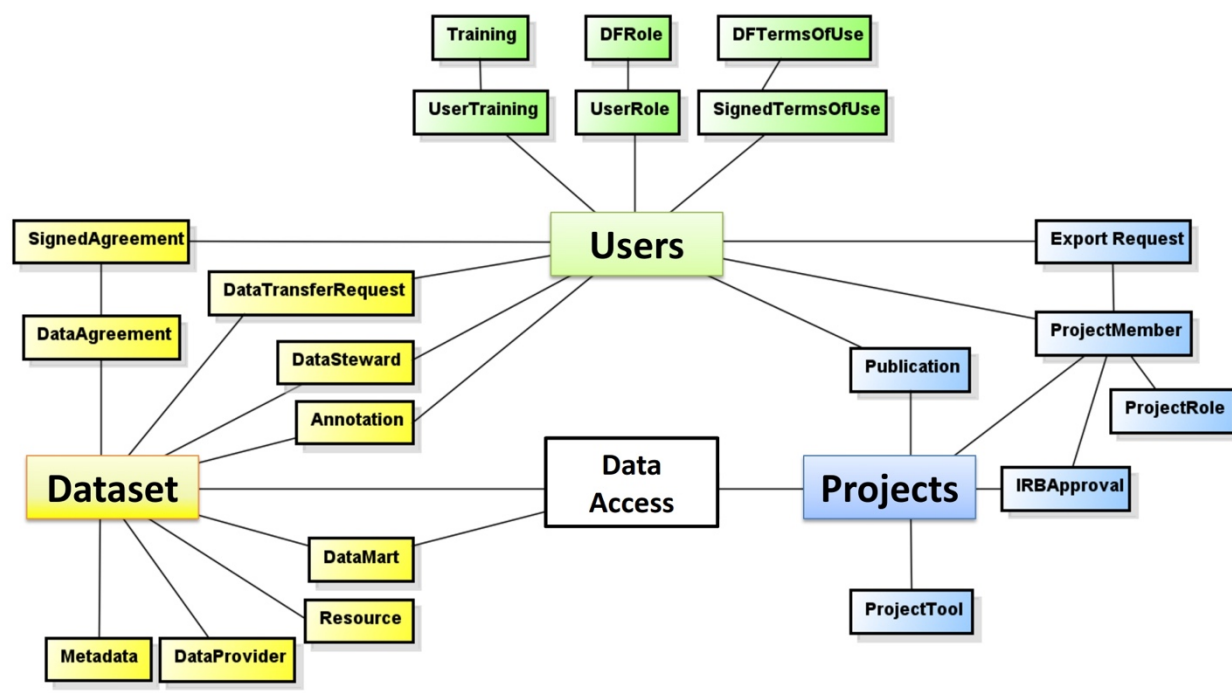 Training
DFRole
DFTermsOfUse
UserTraining
UserRole
SignedTermsOfUse
SignedAgreement
Users
Export Request
DataTransferRequest
DataAgreement
ProjectMember
DataSteward
Publication
Annotation
ProjectRole
Dataset
Data
Access
Projects
IRBApproval
DataMart
Resource
ProjectTool
Metadata
DataProvider